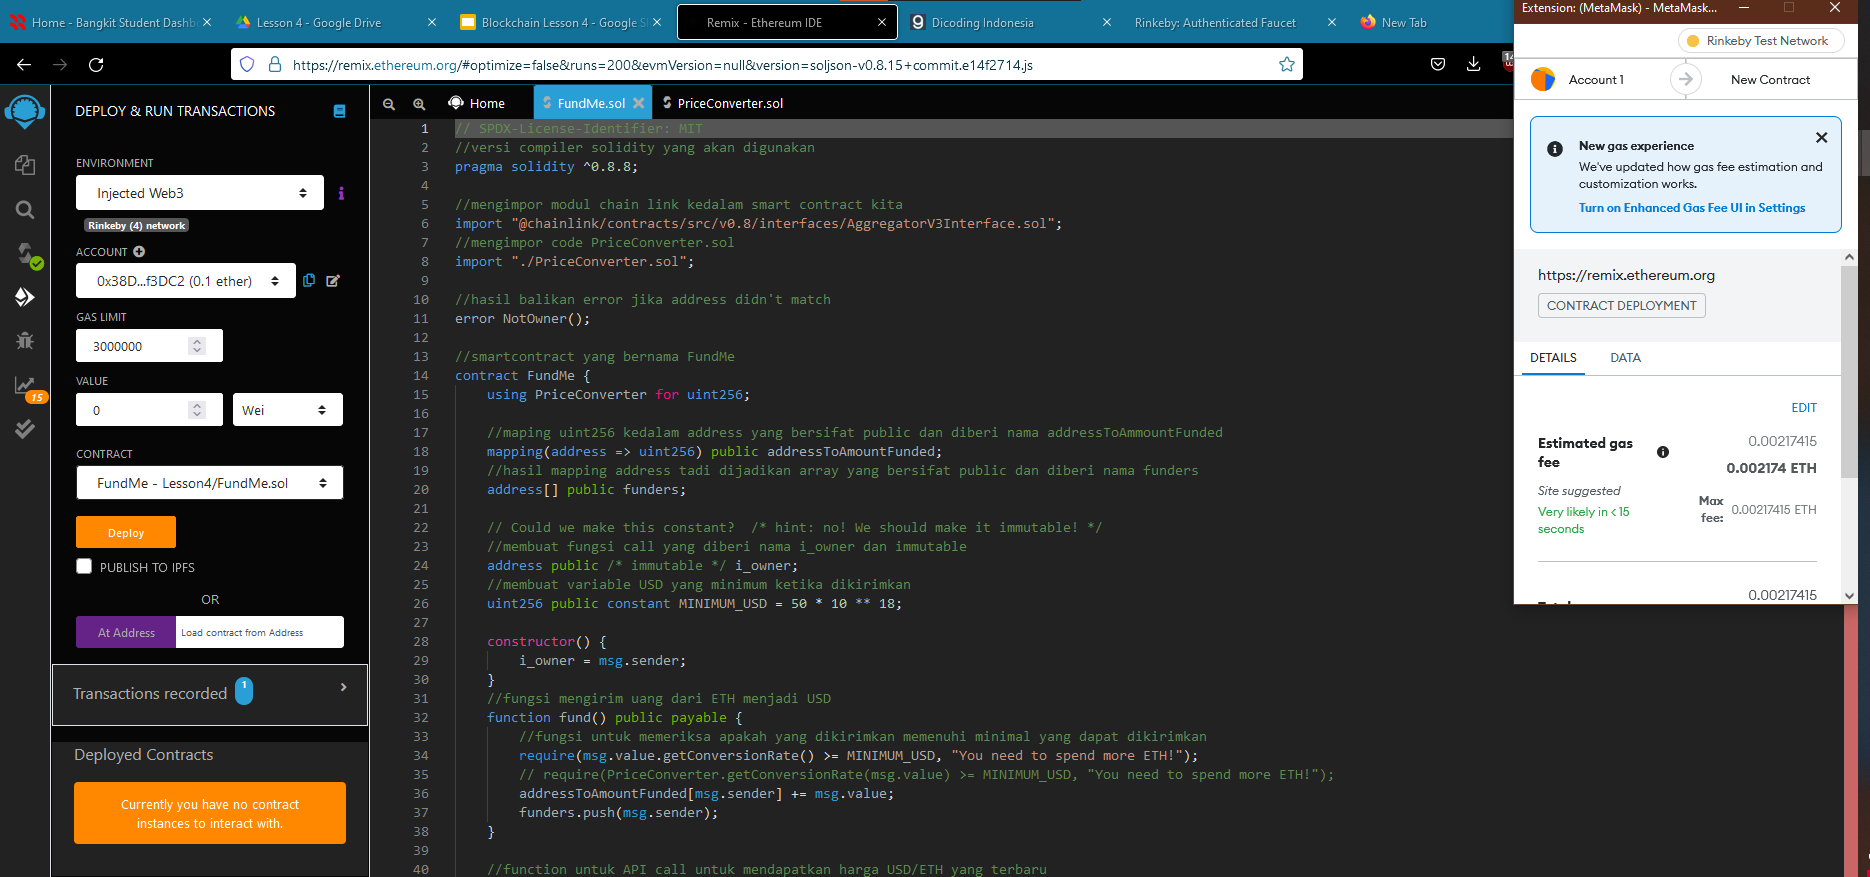 Home - Bangkit Student Dashb
Lesson 4 - Google Drive
Blockchain Lesson 4 - Google Sl
Remix - Ethereum IDE
Dicoding Indonesia
Rinkeby: Authenticated Faucet
New Tab
https://remix.ethereum.org/#optimize=false&runs=200&evmVersion=null&version=soljson-v0.8.15+commit.e14f2714.js
DEPLOY & RUN TRANSACTIONS
ENVIRONMENT
Injected Web3
Rinkeby (4) network
ACCOUNT
0x38D...f3DC2 (0.1 ether)
GAS LIMIT
3000000
VALUE
0
Wei
15
CONTRACT
FundMe - Lesson4/FundMe.sol
Deploy
PUBLISH TO IPFS
OR
At Address
Load contract from Address
Transactions recorded 1
Deployed Contracts
Currently you have no contract
instances to interact with.
Home
FundMe.sol
PriceConverter.sol
1 // SPDX-License-Identifier: MIT
2 //versi compiler solidity yang akan digunakan
3 pragma solidity ^0.8.8;
4
5 //mengimpor modul chain link kedalam smart contract kita
6 import "@chainlink/contracts/src/v0.8/interfaces/AggregatorV3Interface.sol";
7 //mengimpor code PriceConverter.sol
8 import "./PriceConverter.sol";
9
10 //hasil balikan error jika address didn't match
11 error NotOwner();
12
13 //smartcontract yang bernama FundMe
14 contract FundMe {
15 using PriceConverter for uint256;
16
17 //maping uint256 kedalam address yang bersifat public dan diberi nama addressToAmmountFunded
18 mapping(address => uint256) public addressToAmountFunded;
19 //hasil mapping address tadi dijadikan array yang bersifat public dan diberi nama funders
20 address[] public funders;
21
22 // Could we make this constant? /* hint: no! We should make it immutable! */
23 //membuat fungsi call yang diberi nama i_owner dan immutable
24 address public /* immutable */ i_owner;
25 //membuat variable USD yang minimum ketika dikirimkan
26 uint256 public constant MINIMUM_USD = 50 * 10 ** 18;
27
28 constructor() {
29 i_owner = msg.sender;
30 }
31 //fungsi mengirim uang dari ETH menjadi USD
32 function fund() public payable {
33 //fungsi untuk memeriksa apakah yang dikirimkan memenuhi minimal yang dapat dikirimkan
34 require(msg.value.getConversionRate() >= MINIMUM_USD, "You need to spend more ETH!");
35 // require(PriceConverter.getConversionRate(msg.value) >= MINIMUM_USD, "You need to spend more ETH!");
36 addressToAmountFunded[msg.sender] += msg.value;
37 funders.push(msg.sender);
38 }
39
40 //function untuk API call untuk mendapatkan harga USD/ETH yang terbaru
Extension: (MetaMask) - MetaMask...
Rinkeby Test Network
Account 1
New Contract
New gas experience
We've updated how gas fee estimation and
customization works.
Turn on Enhanced Gas Fee UI in Settings
https://remix.ethereum.org
CONTRACT DEPLOYMENT
DETAILS
DATA
EDIT
Estimated gas
fee
0.00217415
0.002174 ETH
Site suggested
Very likely in < 15
seconds
Max
fee:
0.00217415 ETH
0.00217415